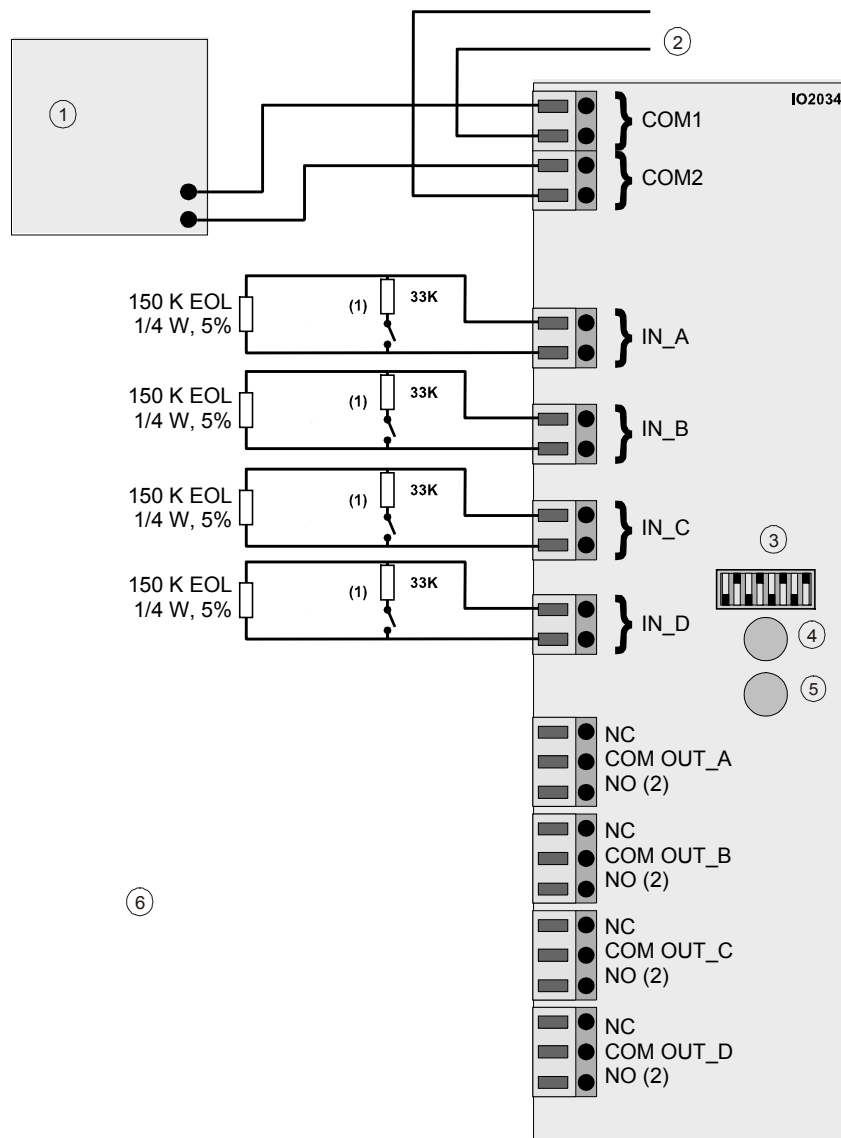 2
IO2034
1
COM1
COM2
150 K EOL
1/4 W, 5%
(1)
33K
IN_A
150 K EOL
1/4 W, 5%
(1)
33K
IN_B
150 K EOL
1/4 W, 5%
(1)
33K
IN_C
3
150 K EOL
1/4 W, 5%
(1)
33K
IN_D
4
5
NC
COM OUT_A
NO (2)
NC
COM OUT_B
NO (2)
6
NC
COM OUT_C
NO (2)
NC
COM OUT_D
NO (2)